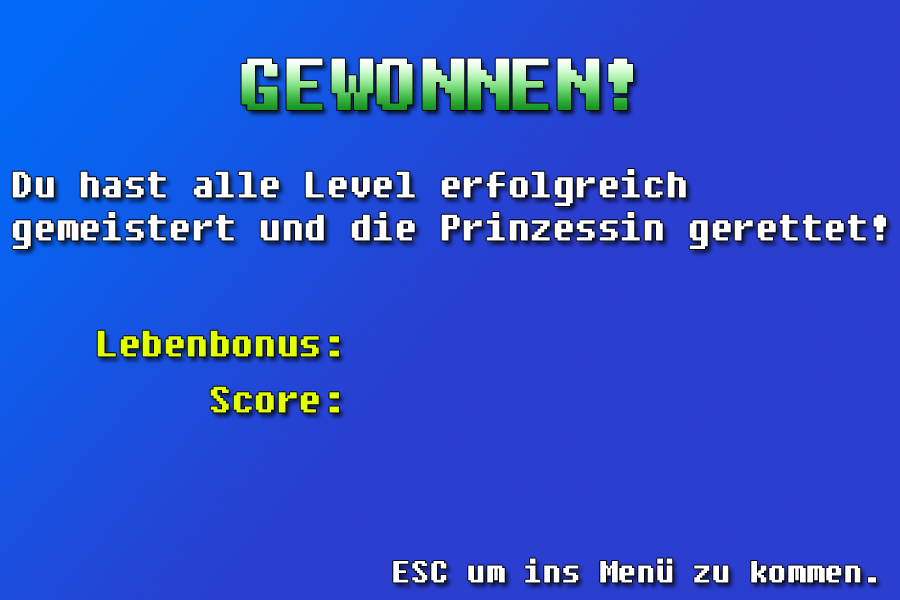 GEWONNEN!
Du hast alle Level erfolgreich
gemeistert und die Prinzessin gerettet!
Lebenbonus:
Score:
ESC um ins Menü zu kommen.